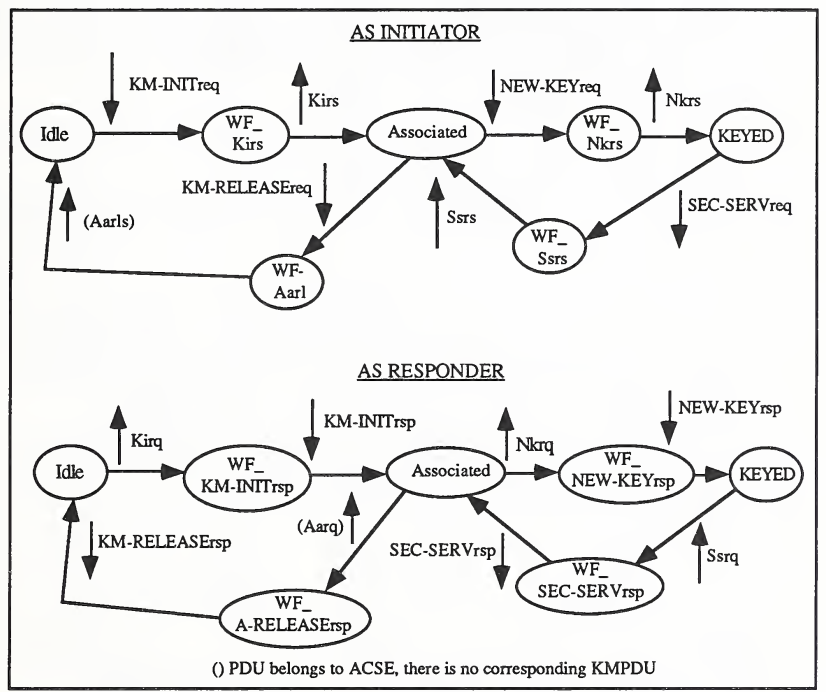 AS INITIATOR
KM-INITreq
Kirs
NEW-KEYreq
Nkrs
Idle
WF_
Kirs
Associated
WF_
Nkrs
KEYED
KM-RELEASEreq
(Aarls)
Ssrs
SEC-SERVreq
WF_
Ssrs
WF-
Aarl
AS RESPONDER
Kirq
KM-INITrsp
Nkrq
NEW-KEYrsp
Idle
WF_
KM-INITrsp
Associated
WF_
NEW-KEYrsp
KEYED
(Aarq)
KM-RELEASErsp
SEC-SERVrsp
Ssrq
WF_
SEC-SERVrsp
WF_
A-RELEASErsp
() PDU belongs to ACSE, there is no corresponding KMPDU